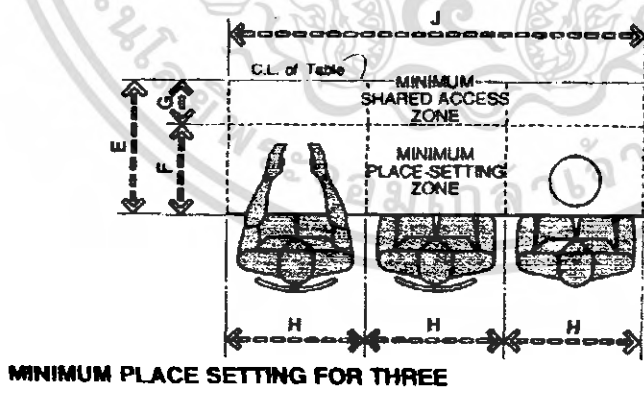 J
C.L. of Table
MINIMUM
SHARED ACCESS
ZONE
G
E
F
MINIMUM
PLACE-SETTING
ZONE
H
H
H
MINIMUM PLACE SETTING FOR THREE